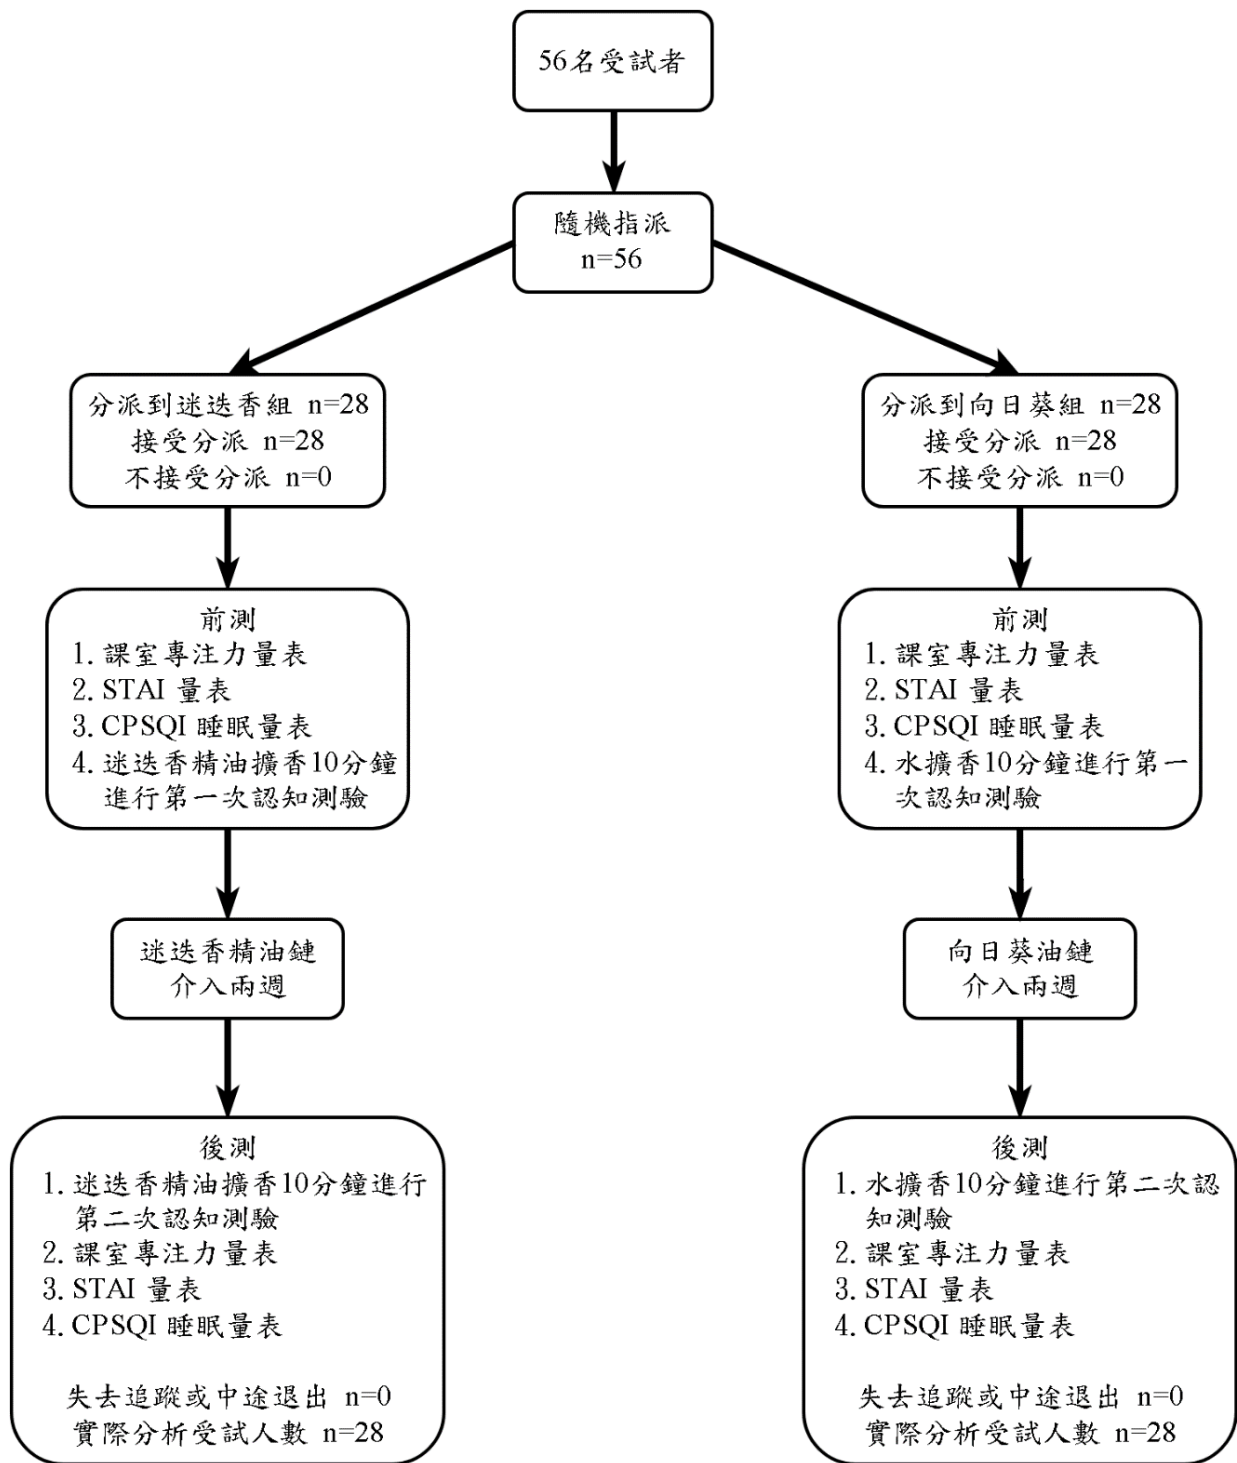 56名受試者
隨機指派
n=56
分派到迷迭香組 n=28
接受分派 n=28
不接受分派 n=0
分派到向日葵組 n=28
接受分派 n=28
不接受分派 n=0
前測
1. 課室專注力量表
2. STAI 量表
3. CPSQI 睡眠量表
4. 迷迭香精油擴香10分鐘
進行第一次認知測驗
前測
1. 課室專注力量表
2. STAI 量表
3. CPSQI 睡眠量表
4. 水擴香10分鐘進行第一
次認知測驗
迷迭香精油鏈
介入兩週
向日葵油鏈
介入兩週
後測
1. 迷迭香精油擴香10分鐘進行
第二次認知測驗
2. 課室專注力量表
3. STAI 量表
4. CPSQI 睡眠量表
失去追蹤或中途退出 n=0
實際分析受試人數 n=28
後測
1. 水擴香10分鐘進行第二次認
知測驗
2. 課室專注力量表
3. STAI 量表
4. CPSQI 睡眠量表
失去追蹤或中途退出 n=0
實際分析受試人數 n=28